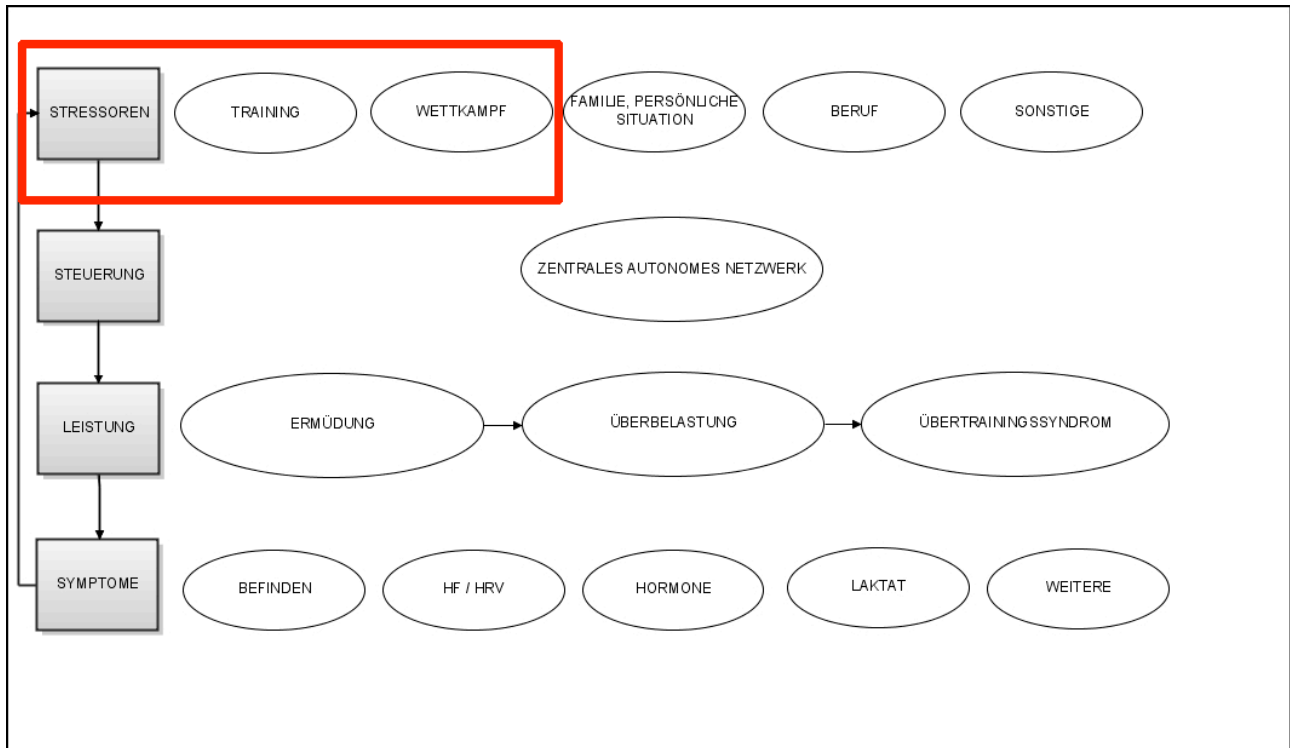 STRESSOREN
TRAINING
WETTKAMPF
FAMILIE, PERSÖNLICHE
SITUATION
BERUF
SONSTIGE
STEUERUNG
ZENTRALES AUTONOMES NETZWERK
LEISTUNG
ERMÜDUNG
ÜBERBELASTUNG
ÜBERTRAININGSSYNDROM
SYMPTOME
BEFINDEN
HF / HRV
HORMONE
LAKTAT
WEITERE